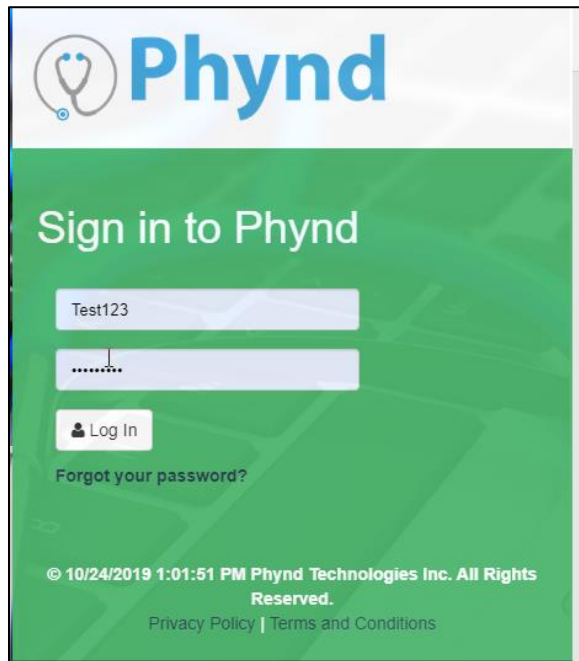 Phynd
Sign in to Phynd
Test123
•••••••••
Log In
Forgot your password?
© 10/24/2019 1:01:51 PM Phynd Technologies Inc. All Rights
Reserved.
Privacy Policy | Terms and Conditions